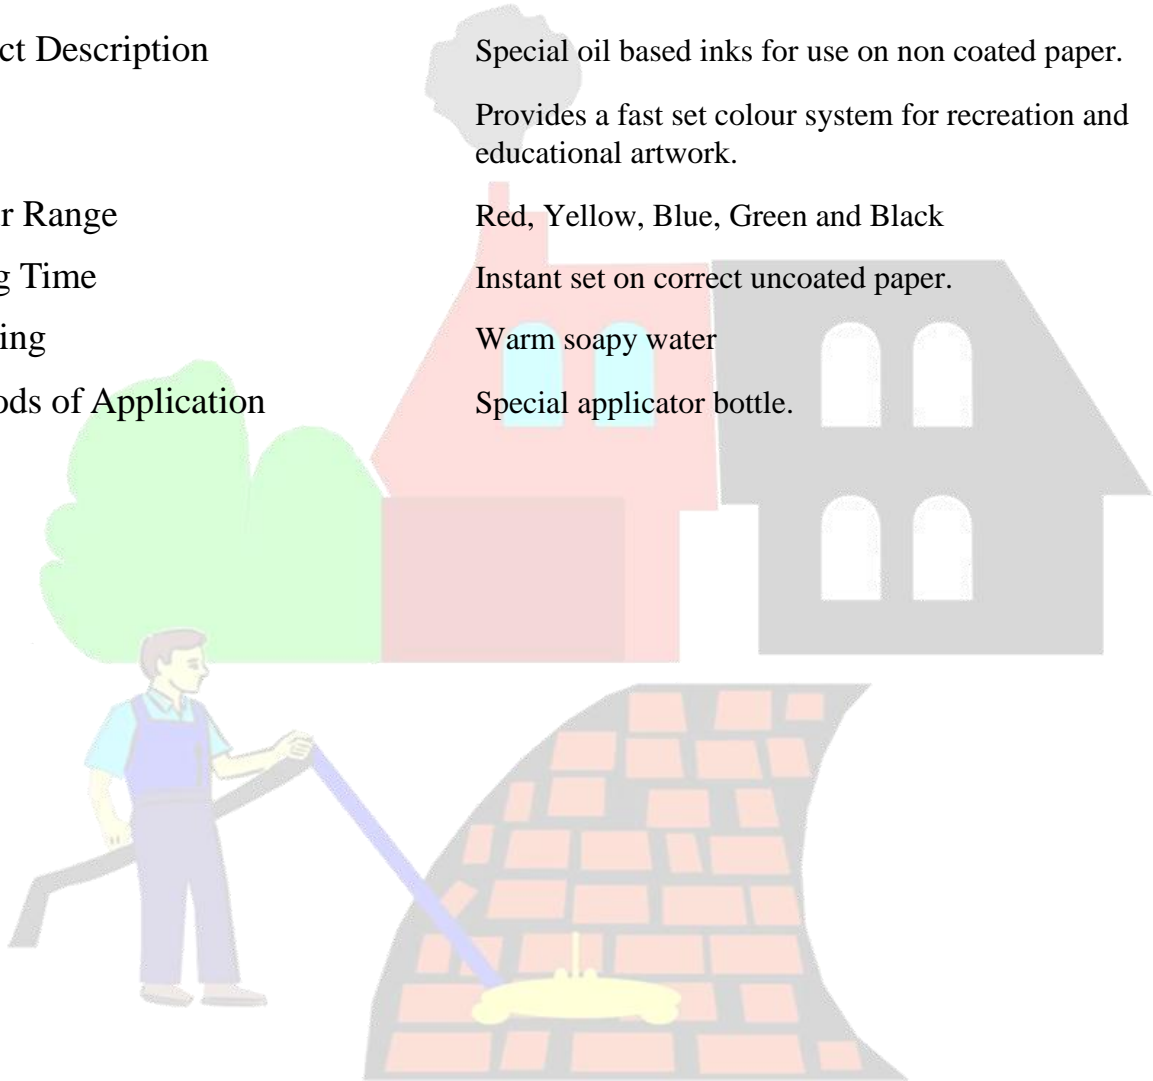 ct Description Special oil based inks for use on non coated paper.
Provides a fast set colour system for recreation and
educational artwork.
r Range Red, Yellow, Blue, Green and Black
g Time Instant set on correct uncoated paper.
ing Warm soapy water
ods of Application Special applicator bottle.